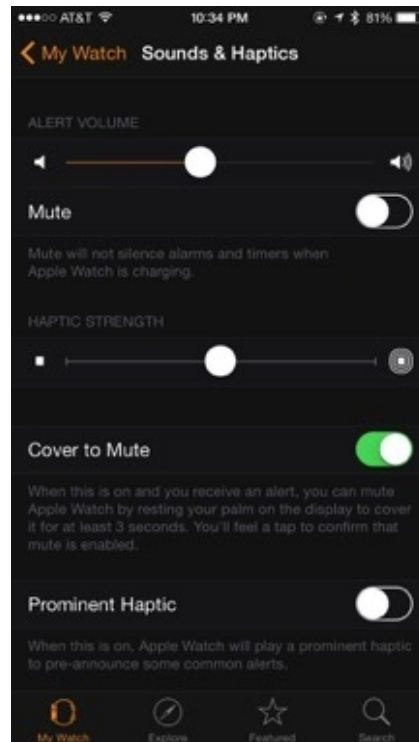 AT&T 10:34 PM 81%
My Watch Sounds & Haptics
ALERT VOLUME
Mute
Mute will not silence alarms and timers when
Apple Watch is charging.
HAPTIC STRENGTH
Cover to Mute
When this is on and you receive an alert, you can mute
Apple Watch by resting your palm on the display to cover
it for at least 3 seconds. You'll feel a tap to confirm that
mute is enabled.
Prominent Haptic
When this is on, Apple Watch will play a prominent haptic
to pre-announce some common alerts.
My Watch Explore Featured Search